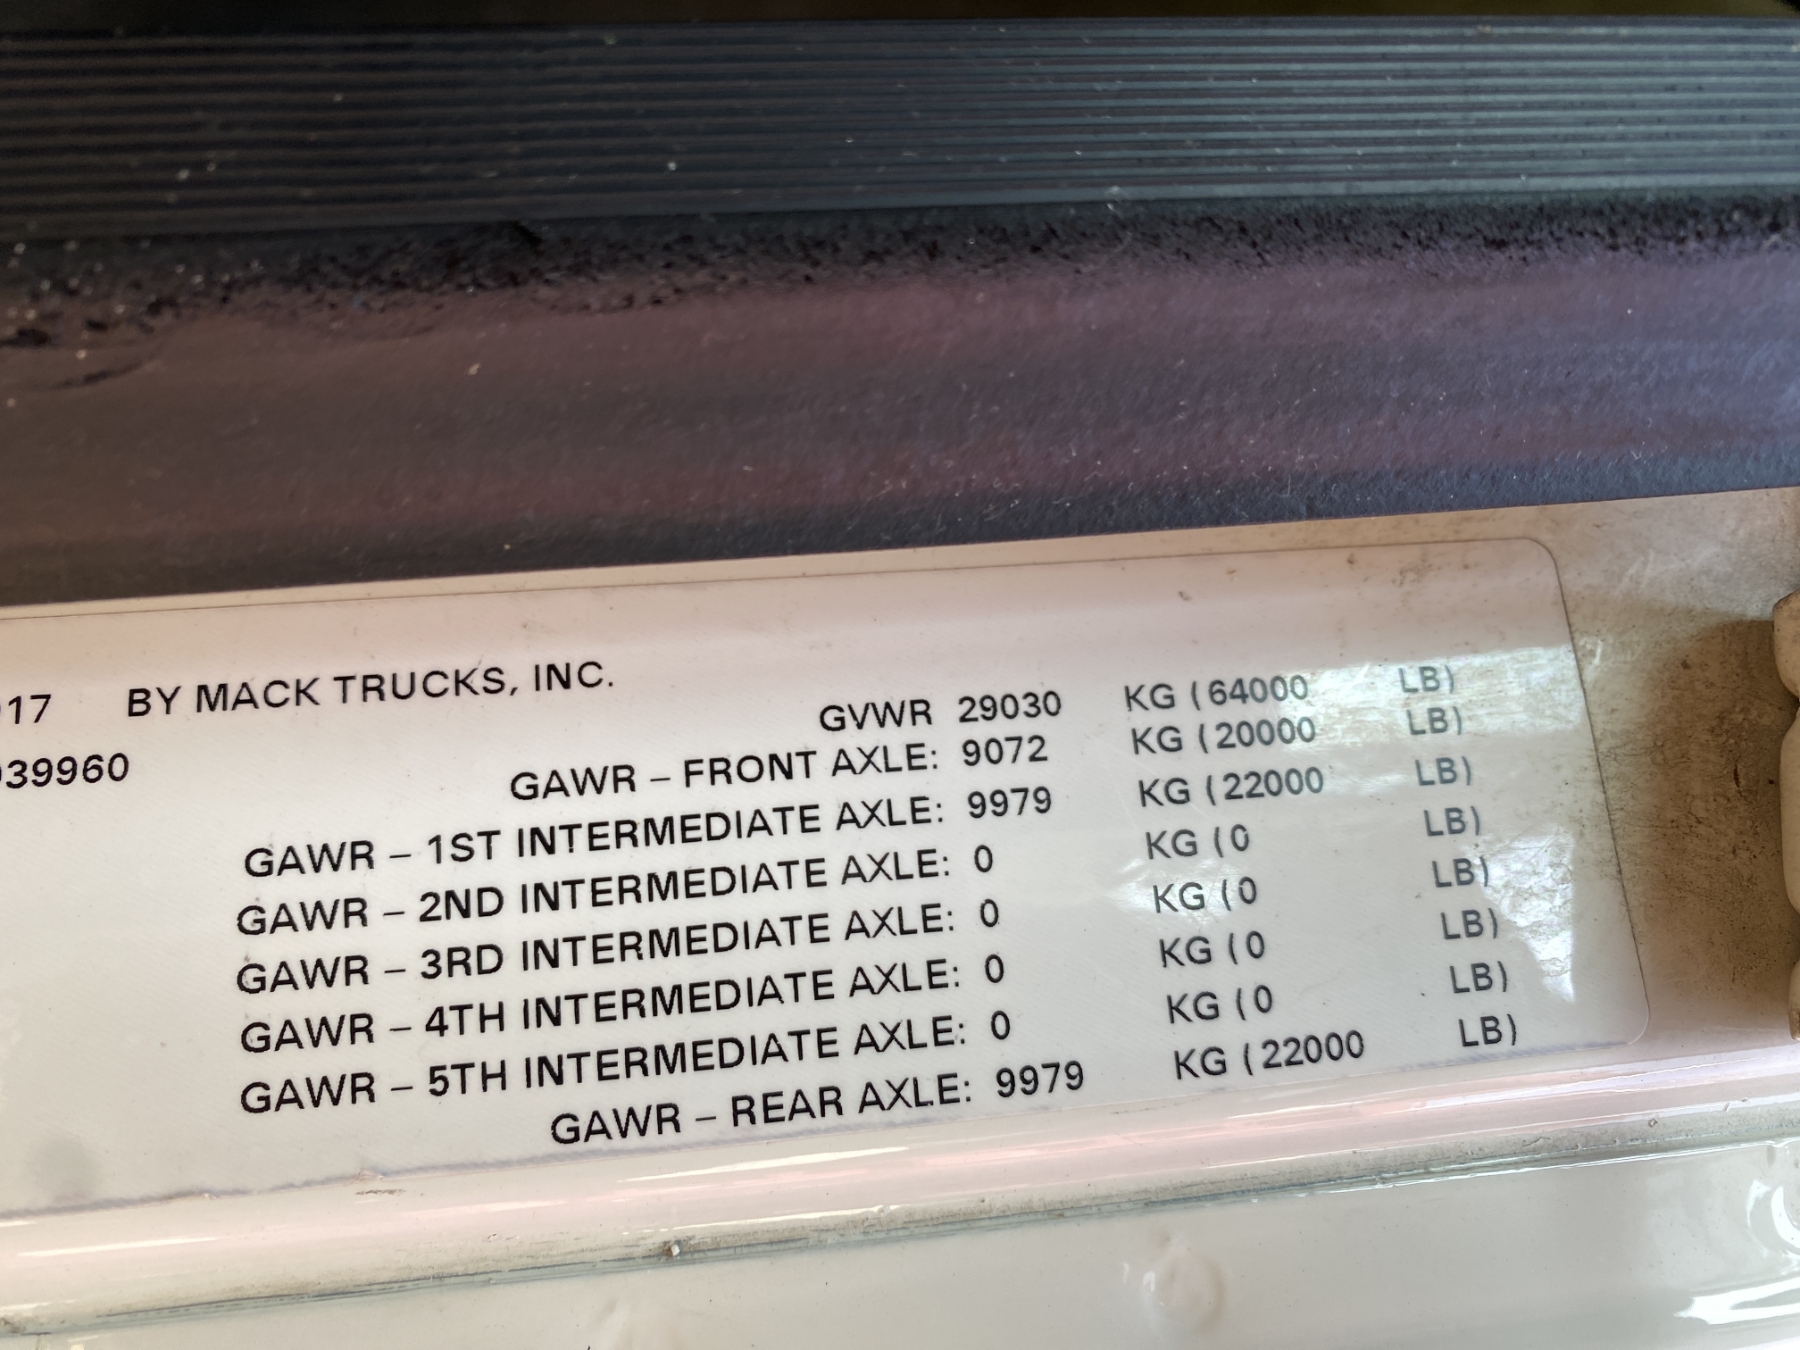 17 BY MACK TRUCKS, INC.
39960
GVWR 29030 KG (64000 LB)
GAWR – FRONT AXLE: 9072 KG (20000 LB)
GAWR – 1ST INTERMEDIATE AXLE: 9979 KG (22000 LB)
GAWR – 2ND INTERMEDIATE AXLE: 0 KG (0 LB)
GAWR – 3RD INTERMEDIATE AXLE: 0 KG (0 LB)
GAWR – 4TH INTERMEDIATE AXLE: 0 KG (0 LB)
GAWR – 5TH INTERMEDIATE AXLE: 0 KG (0 LB)
GAWR – REAR AXLE: 9979 KG (22000 LB)